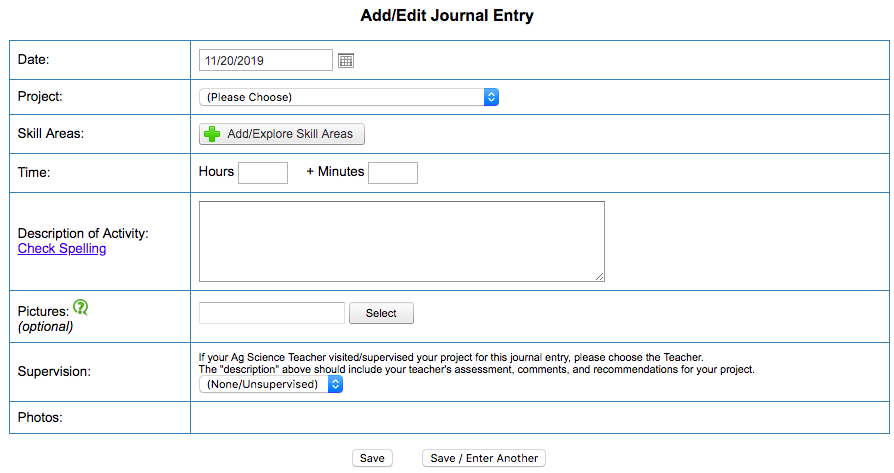 Add/Edit Journal Entry
Date:
11/20/2019
Project:
(Please Choose)
Skill Areas:
Add/Explore Skill Areas
Time:
Hours + Minutes
Description of Activity:
Check Spelling
Pictures:
(optional)
Select
Supervision:
If your Ag Science Teacher visited/supervised your project for this journal entry, please choose the Teacher.
The "description" above should include your teacher's assessment, comments, and recommendations for your project.
(None/Unsupervised)
Photos:
Save Save / Enter Another